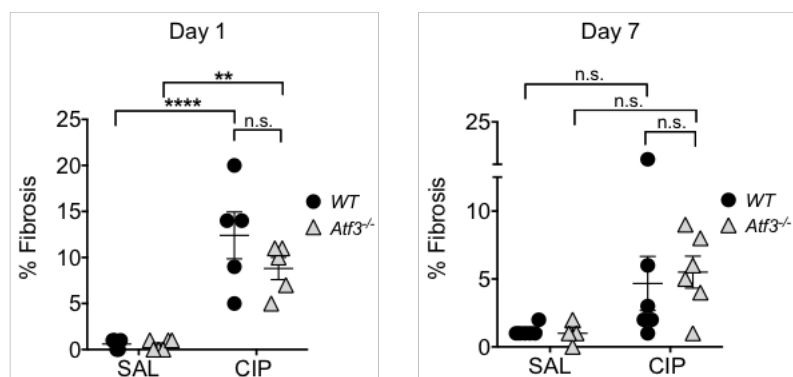 Day 1
**
****
n.s.
25
20
15
10
5
0
% Fibrosis
WT
Atf3-/-
SAL CIP
Day 7
n.s.
n.s.
n.s.
25
10
5
0
% Fibrosis
WT
Atf3-/-
SAL CIP